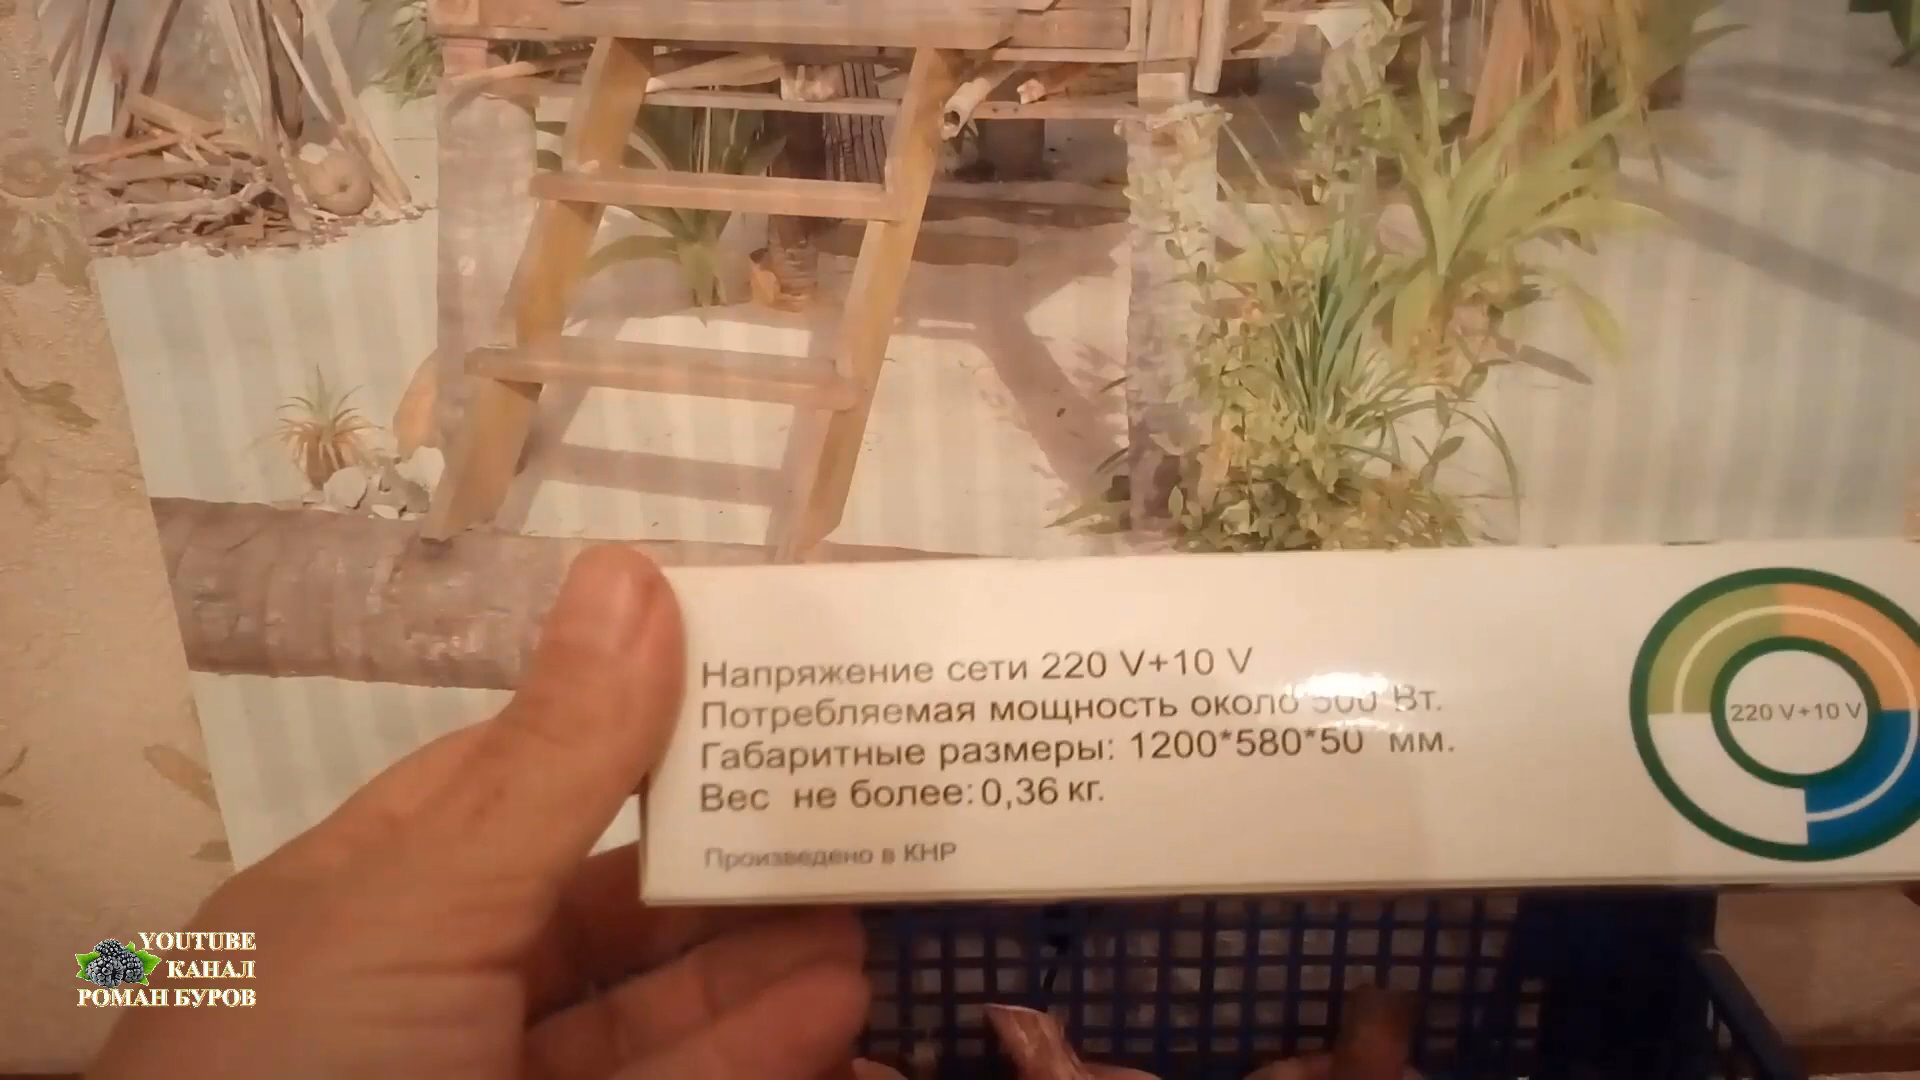 Напряжение сети 220 V+10 V
Потребляемая мощность около 500 Вт.
Габаритные размеры: 1200*580*50 мм.
Вес не более: 0,36 кг.
Произведено в КНР
220 V+10 V
YOUTUBE
КАНАЛ
РОМАН БУРОВ